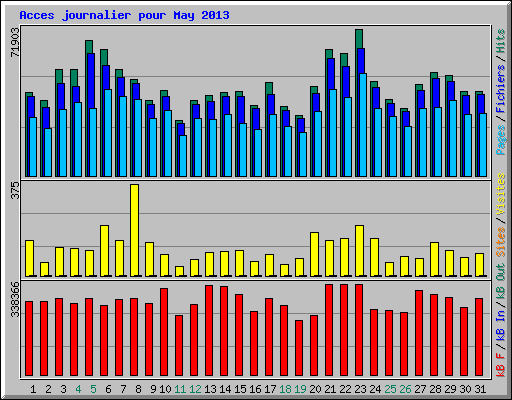 Acces journalier pour May 2013
71903
375
338366
Pages / Fichiers / Hits
Sites / Visites
kB F / kB In / kB Out
1 2 3 4 5 6 7 8 9 10 11 12 13 14 15 16 17 18 19 20 21 22 23 24 25 26 27 28 29 30 31